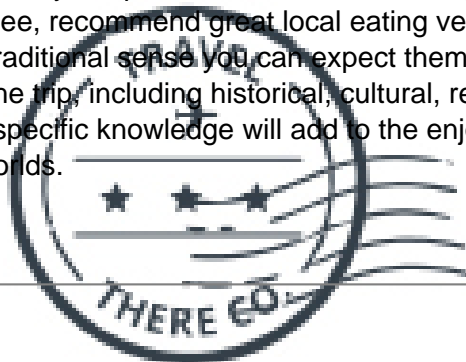 ee, recommend great local eating ve
raditional sense you can expect them
ne trip, including historical, cultural, re
specific knowledge will add to the enj
orlds.
TRAVEL
THERE CO.